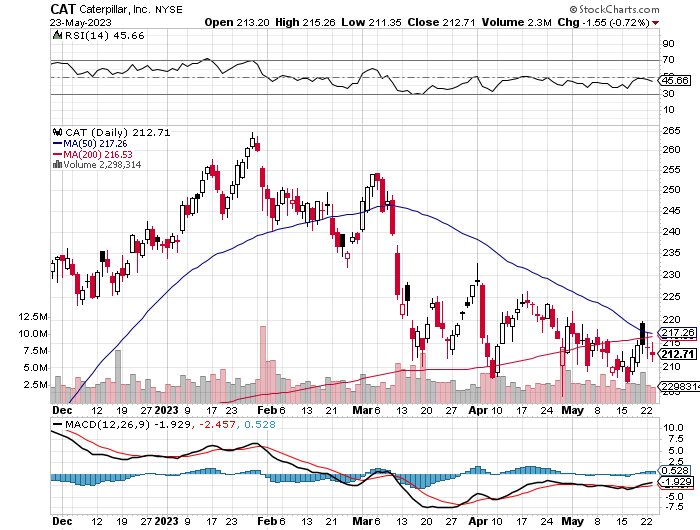 CAT Caterpillar, Inc. NYSE © StockCharts.com
23-May-2023 Open 213.20 High 215.26 Low 211.35 Close 212.71 Volume 2.3M Chg -1.55 (-0.72%)
RSI(14) 45.66
90
70
50
45.66
30
10
CAT (Daily) 212.71
MA(50) 217.26
MA(200) 216.53
Volume 2,298,314
265
260
255
250
245
240
235
230
225
220
217.26
215
212.71
210
205
12.5M
10.0M
7.5M
5.0M
2.5M
2298314
Dec 12 19 27 2023 9 17 23 Feb 6 13 21 27 Mar 6 13 20 27 Apr 10 17 24 May 8 15 22
MACD(12,26,9) -1.929, -2.457, 0.528
10.0
7.5
5.0
2.5
0.528
-1.929
-5.0
-7.5
Dec 12 19 27 2023 9 17 23 Feb 6 13 21 27 Mar 6 13 20 27 Apr 10 17 24 May 8 15 22